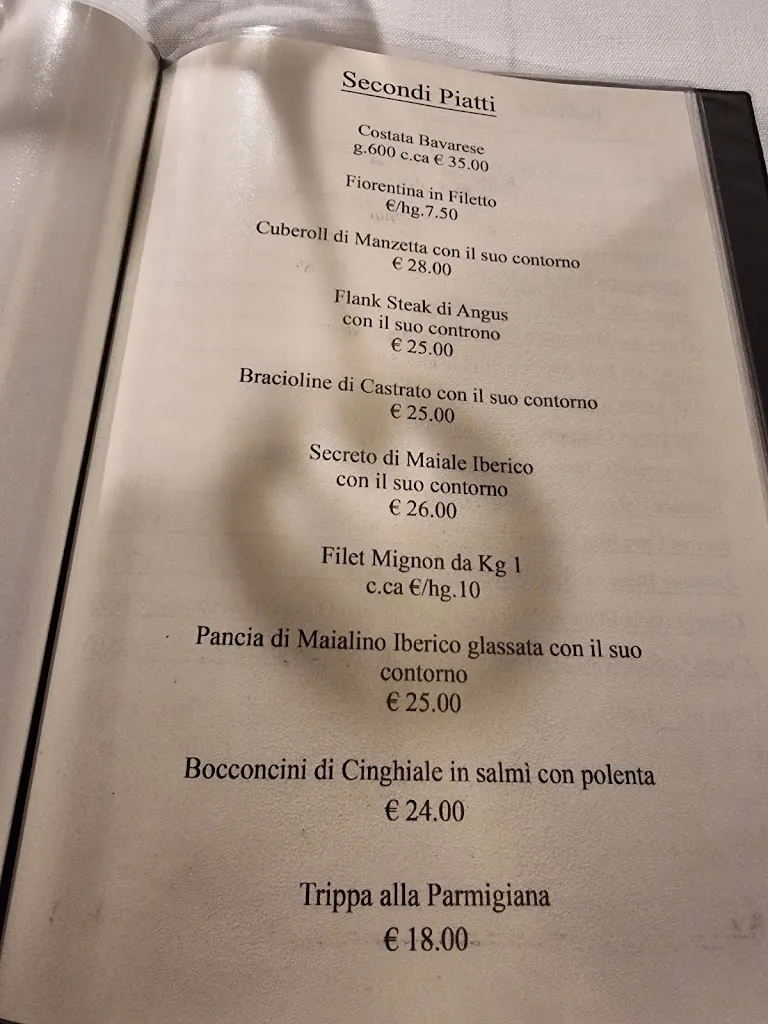 Secondi Piatti
Costata Bavarese
g.600 c.ca € 35.00
Fiorentina in Filetto
€/hg.7.50
Cuberoll di Manzetta con il suo contorno
€ 28.00
Flank Steak di Angus
con il suo controno
€ 25.00
Bracioline di Castrato con il suo contorno
€ 25.00
Secreto di Maiale Iberico
con il suo contorno
€ 26.00
Filet Mignon da Kg 1
c.ca €/hg.10
Pancia di Maialino Iberico glassata con il suo
contorno
€ 25.00
Bocconcini di Cinghiale in salmì con polenta
€ 24.00
Trippa alla Parmigiana
€ 18.00